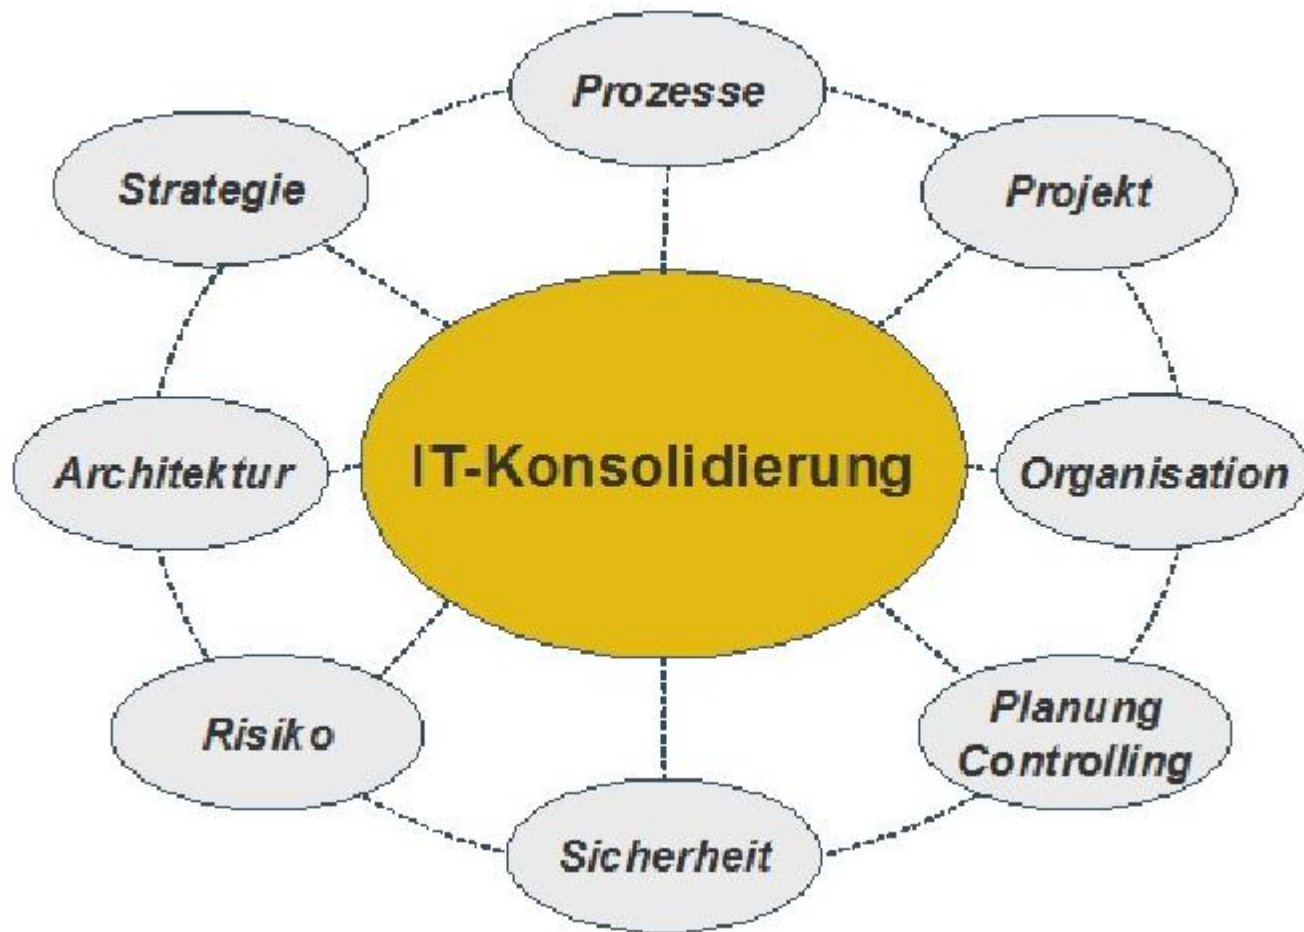 Prozesse
Strategie
Projekt
IT-Konsolidierung
Architektur
Organisation
Risiko
Planung
Controlling
Sicherheit